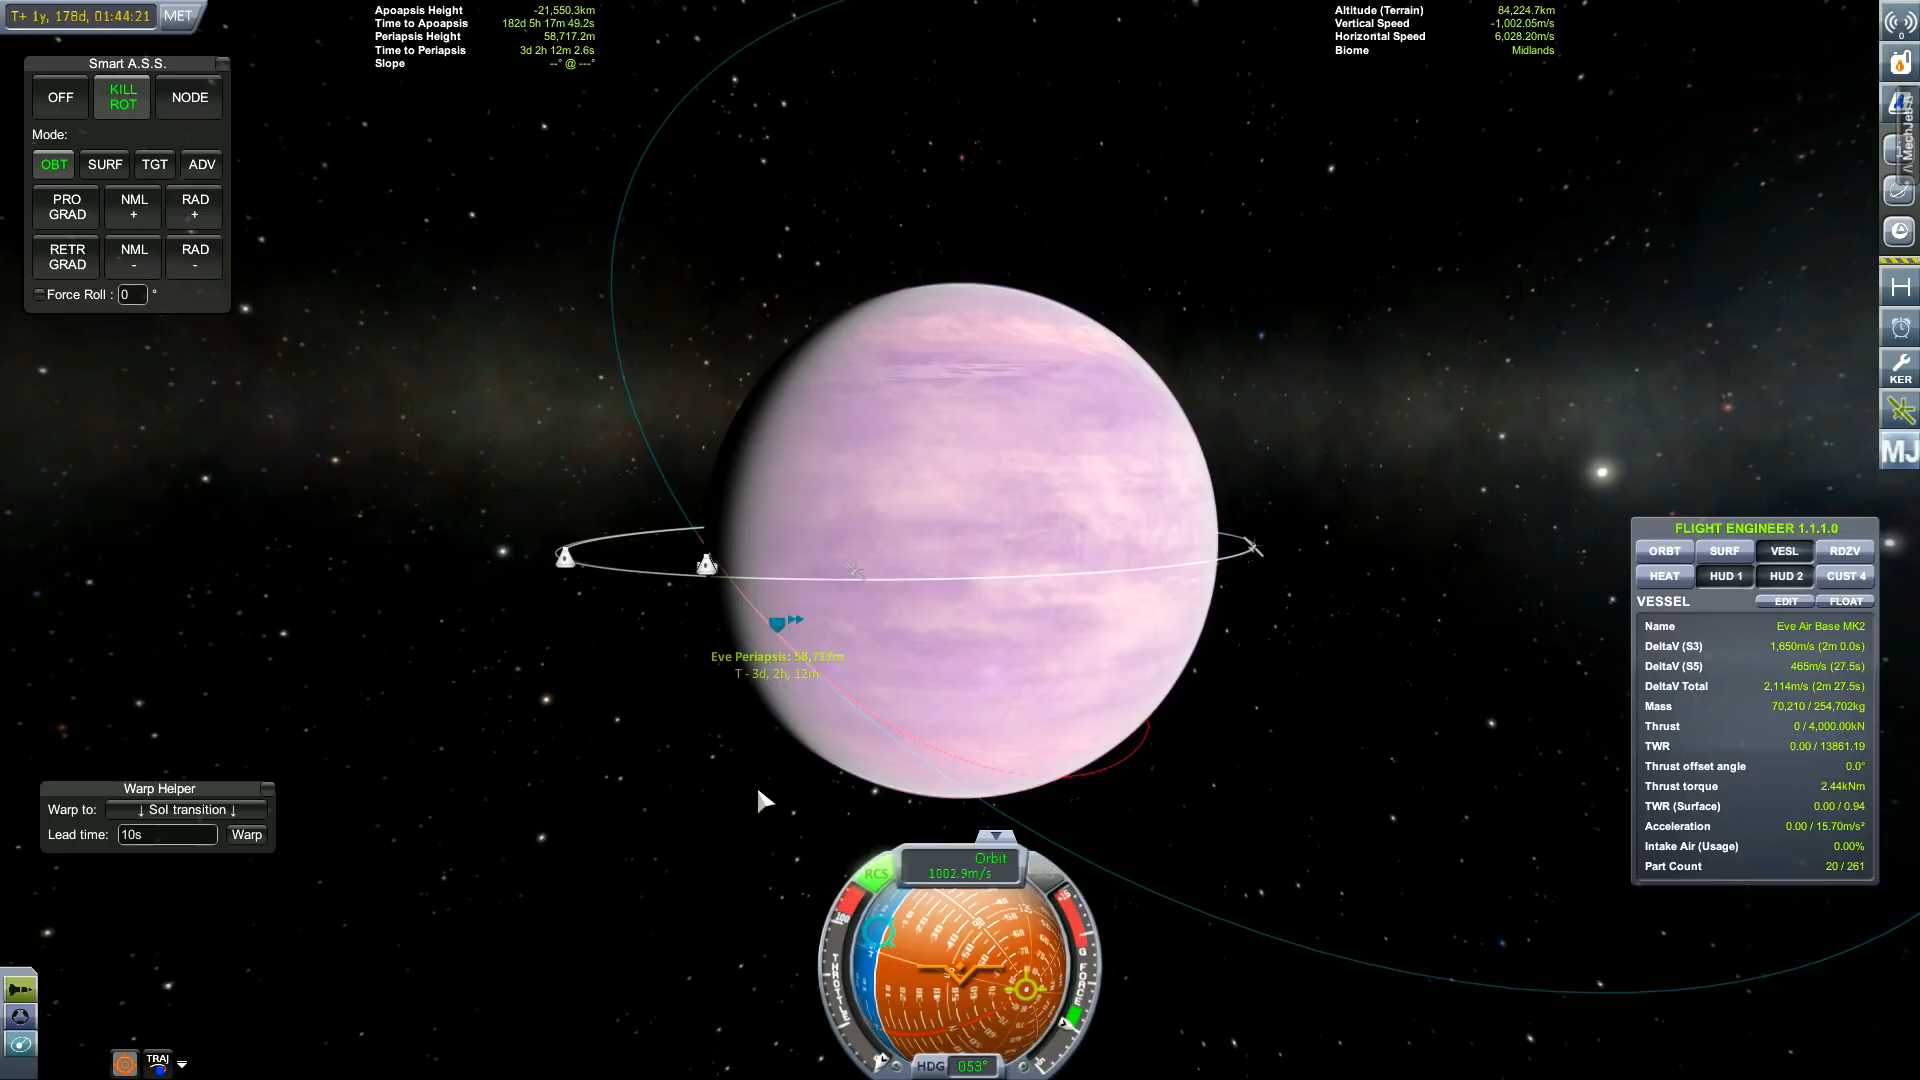 T+ 1y, 178d, 01:44:21 MET
Apoapsis Height -21,550.3km
Time to Apoapsis 182d 5h 17m 49.2s
Periapsis Height 58,717.2m
Time to Periapsis 3d 2h 12m 2.6s
Slope --° @ ---°
Altitude (Terrain) 84,224.7km
Vertical Speed -1,002.05m/s
Horizontal Speed 6,028.20m/s
Biome Midlands
Smart A.S.S.
OFF
KILL
ROT
NODE
Mode:
OBT SURF TGT ADV
PRO
GRAD
NML
+
RAD
+
RETR
GRAD
NML
-
RAD
-
Force Roll : 0 °
0
MechJeb
KER
MJ
Eve Periapsis: 58,717m
T - 3d, 2h, 12m
Warp Helper
Warp to: ↓ SoI transition ↓
Lead time: 10s Warp
FLIGHT ENGINEER 1.1.1.0
ORBT SURF VESL RDZV
HEAT HUD 1 HUD 2 CUST 4
VESSEL EDIT FLOAT
Name Eve Air Base MK2
DeltaV (S3) 1,650m/s (2m 0.0s)
DeltaV (S5) 465m/s (27.5s)
DeltaV Total 2,114m/s (2m 27.5s)
Mass 70,210 / 254,702kg
Thrust 0 / 4,000.00kN
TWR 0.00 / 13861.19
Thrust offset angle 0.0°
Thrust torque 2.44kNm
TWR (Surface) 0.00 / 0.94
Acceleration 0.00 / 15.70m/s²
Intake Air (Usage) 0.00%
Part Count 20 / 261
Orbit
1002.9m/s
RCS
100
THROTTLE
G FORCE
HDG 053°
TRAJ